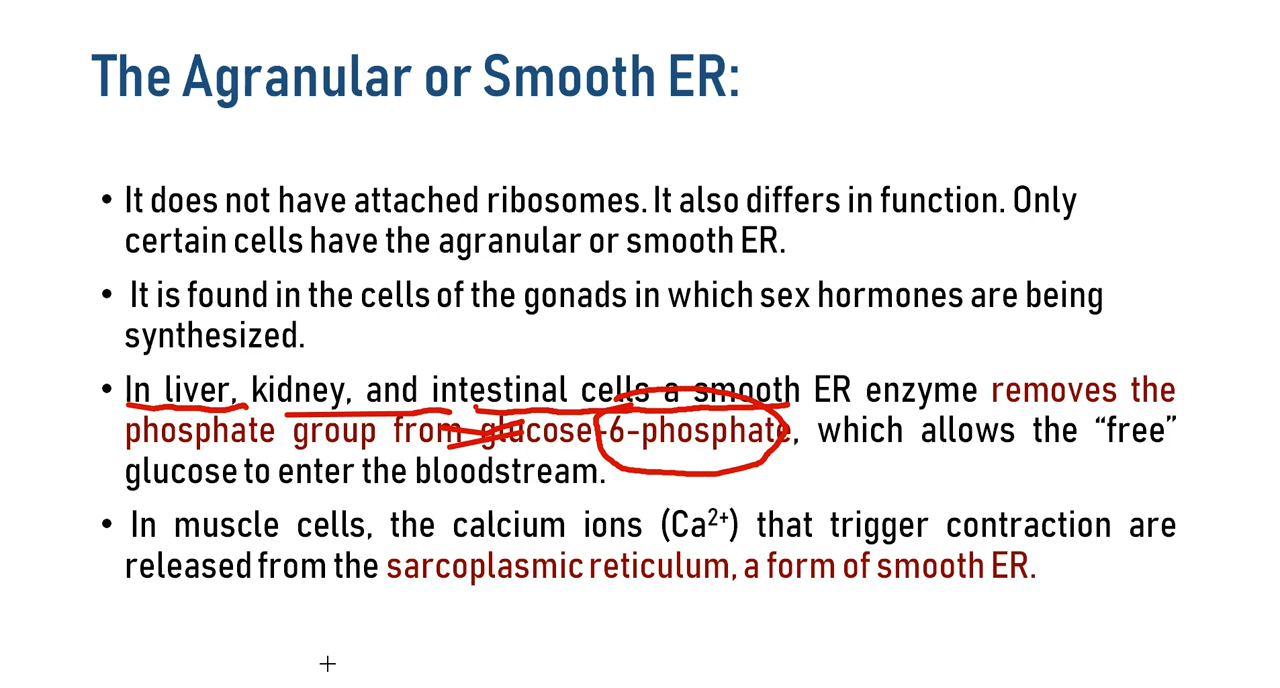 The Agranular or Smooth ER:
• It does not have attached ribosomes. It also differs in function. Only
certain cells have the agranular or smooth ER.
• It is found in the cells of the gonads in which sex hormones are being
synthesized.
• In liver, kidney, and intestinal cells a smooth ER enzyme removes the
phosphate group from glucose-6-phosphate, which allows the “free”
glucose to enter the bloodstream.
• In muscle cells, the calcium ions (Ca²⁺) that trigger contraction are
released from the sarcoplasmic reticulum, a form of smooth ER.